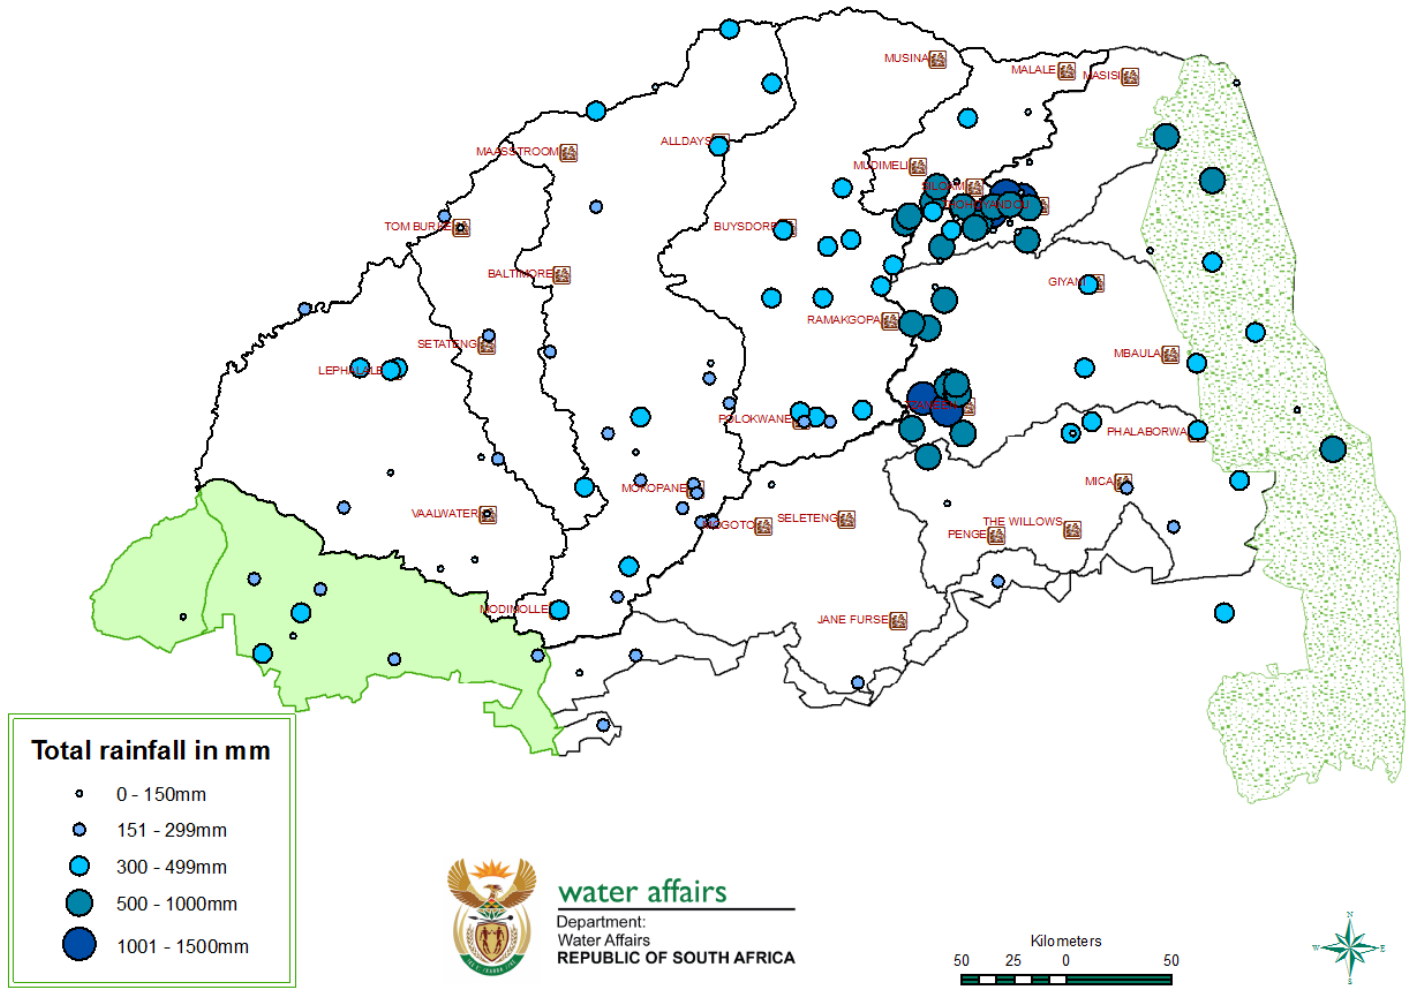 MUSINA
MALALE
MASISI
ALLDAYS
MAASSTROOM
MUDIMELI
SILOAM
THOHOYANDOU
TOM BURKE
BUYSDORP
BALTIMORE
GIYANI
RAMAKGOPA
SETATENG
MBAULA
LEPHALALE
TZANEEN
POLOKWANE
PHALABORWA
MICA
MOKOPANE
VAALWATER
MOGOTO
SELETENG
THE WILLOWS
PENGE
MODIMOLLE
JANE FURSE
Total rainfall in mm
0 - 150mm
151 - 299mm
300 - 499mm
500 - 1000mm
1001 - 1500mm
water affairs
Department:
Water Affairs
REPUBLIC OF SOUTH AFRICA
Kilometers
50 25 0 50
N
W E
S